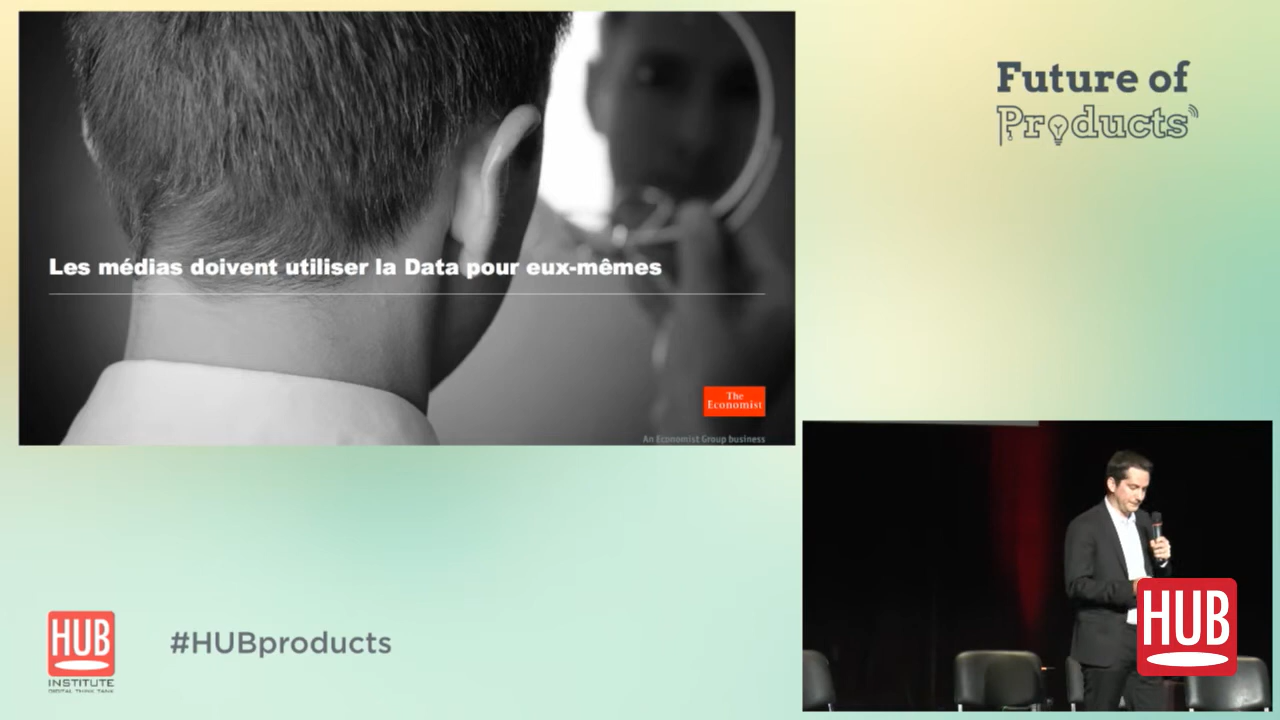 Les médias doivent utiliser la Data pour eux-mêmes
The
Economist
An Economist Group business
Future of
Products
HUB
INSTITUTE
DIGITAL THINK TANK
#HUBproducts
HUB